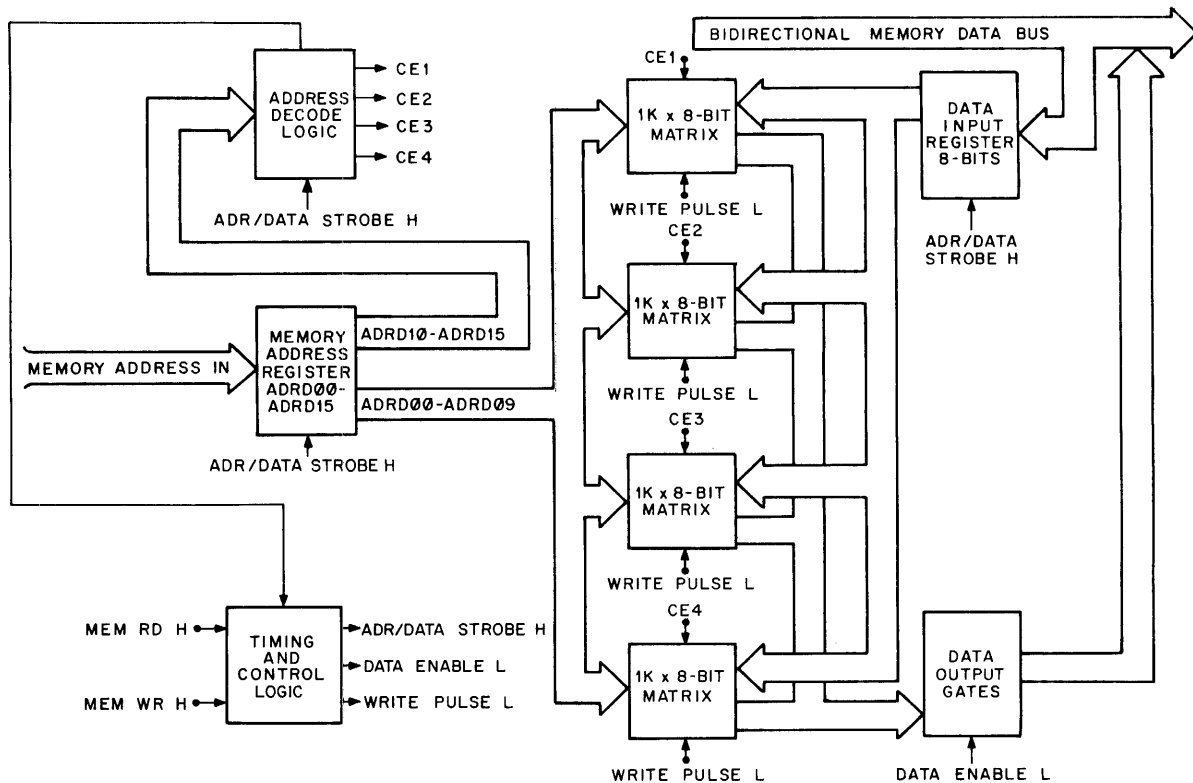 BIDIRECTIONAL MEMORY DATA BUS
ADDRESS
DECODE
LOGIC
CE1
CE2
CE3
CE4
ADR/DATA STROBE H
MEMORY ADDRESS IN
MEMORY
ADDRESS
REGISTER
ADRD00-
ADRD15
ADRD10-ADRD15
ADRD00-ADRD09
ADR/DATA STROBE H
MEM RD H
MEM WR H
TIMING
AND
CONTROL
LOGIC
ADR/DATA STROBE H
DATA ENABLE L
WRITE PULSE L
CE1
1K x 8-BIT
MATRIX
WRITE PULSE L
CE2
1K x 8-BIT
MATRIX
WRITE PULSE L
CE3
1K x 8-BIT
MATRIX
WRITE PULSE L
CE4
1K x 8-BIT
MATRIX
WRITE PULSE L
DATA
INPUT
REGISTER
8-BITS
ADR/DATA
STROBE H
DATA
OUTPUT
GATES
DATA ENABLE L